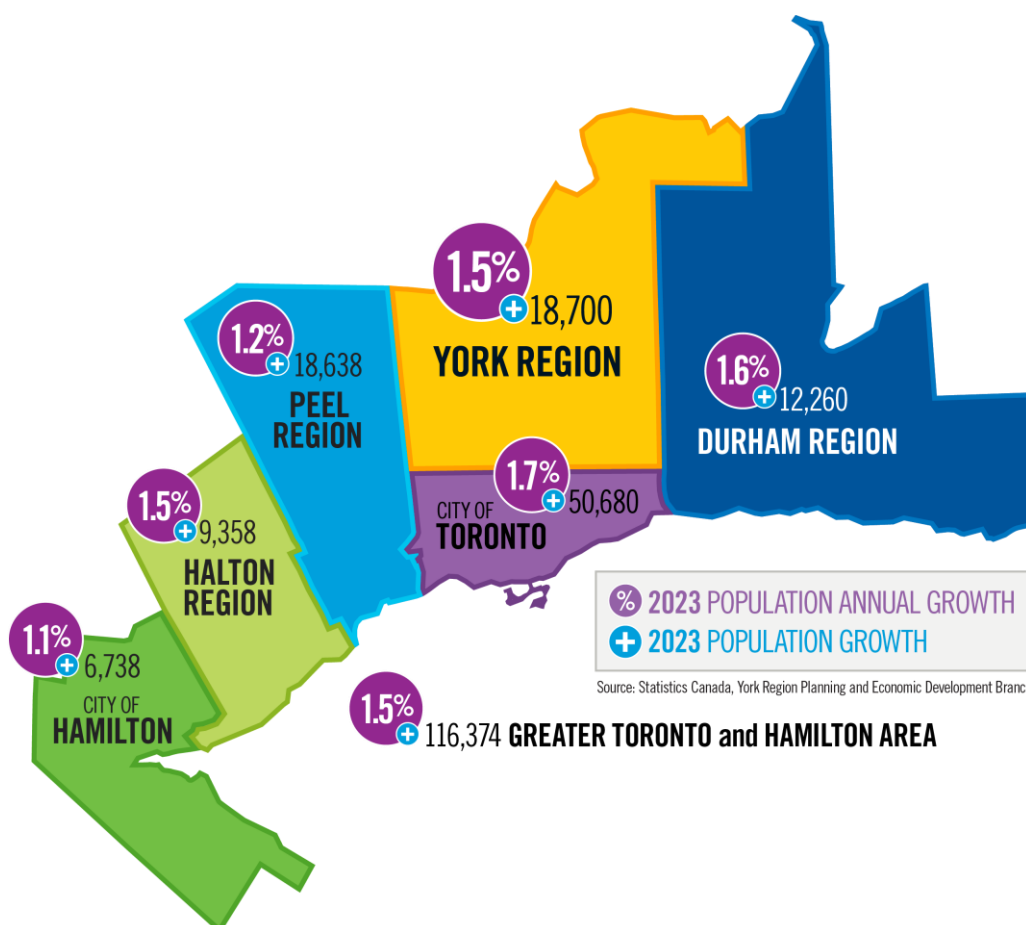 1.5%
+ 18,700
YORK REGION
1.2%
+ 18,638
PEEL
REGION
1.6%
+ 12,260
DURHAM REGION
1.7%
+ 50,680
CITY OF
TORONTO
1.5%
+ 9,358
HALTON
REGION
1.1%
+ 6,738
CITY OF
HAMILTON
% 2023 POPULATION ANNUAL GROWTH
+ 2023 POPULATION GROWTH
Source: Statistics Canada, York Region Planning and Economic Development Branc
1.5%
+ 116,374 GREATER TORONTO and HAMILTON AREA